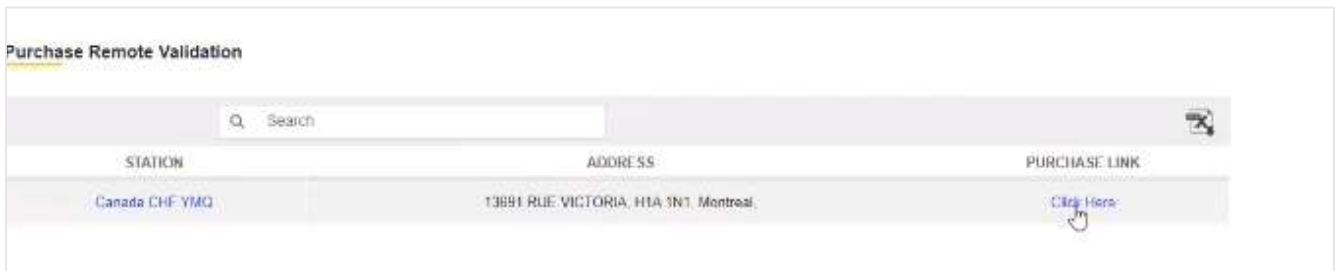 Purchase Remote Validation
Search
STATION ADDRESS PURCHASE LINK
Canada CHF YMQ 13691 RUE VICTORIA, H1A 1N1, Montreal, Click Here